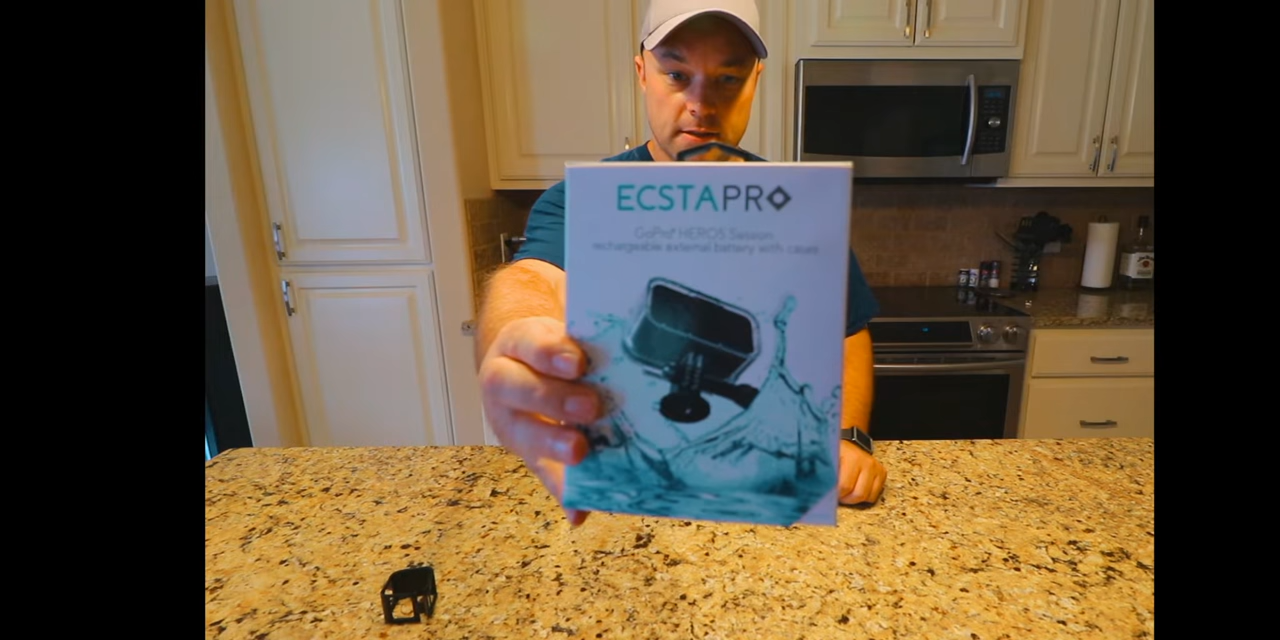 ECSTAPRO
GoPro® HERO5 Session
rechargeable external battery with cases